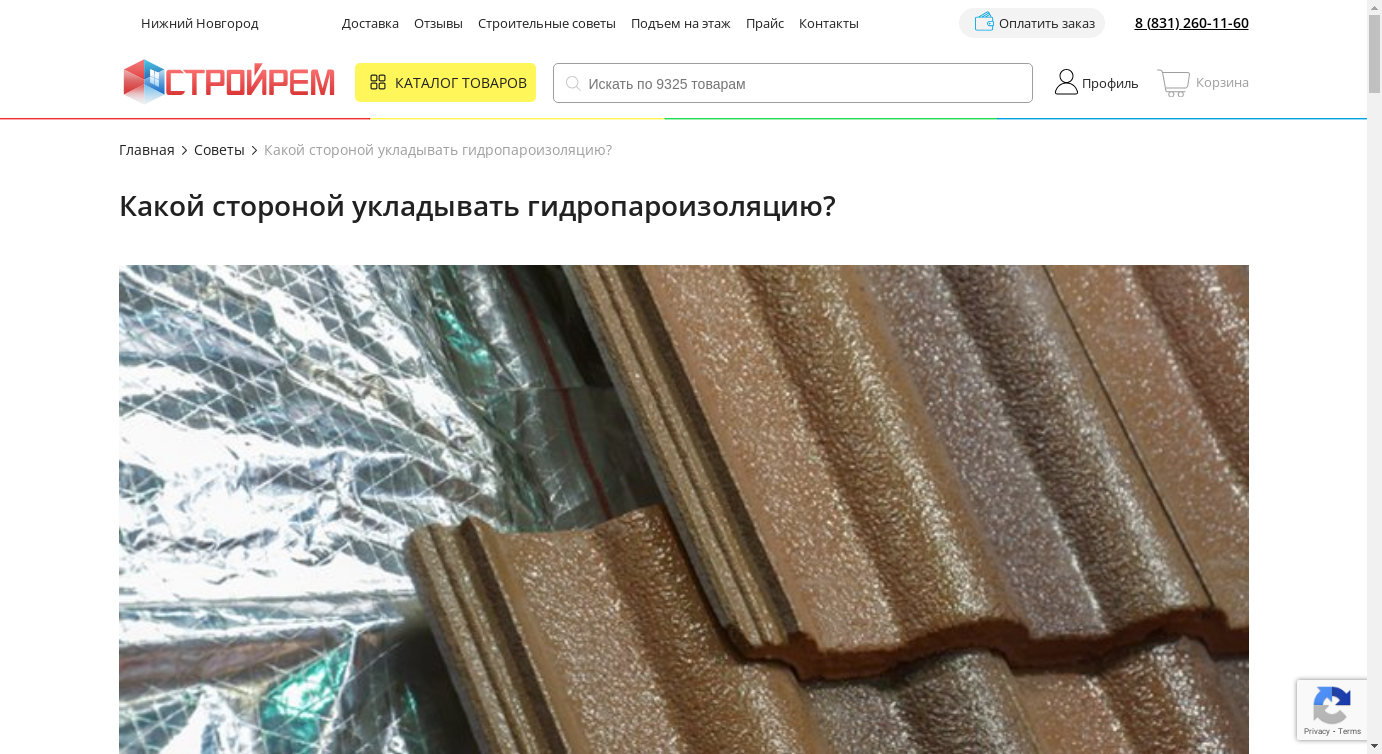 Нижний Новгород
Доставка Отзывы Строительные советы Подъем на этаж Прайс Контакты
Оплатить заказ
8 (831) 260-11-60
СТРОЙРЕМ
КАТАЛОГ ТОВАРОВ
Искать по 9325 товарам
Профиль
Корзина
Главная > Советы > Какой стороной укладывать гидропароизоляцию?
Какой стороной укладывать гидропароизоляцию?
Privacy - Terms